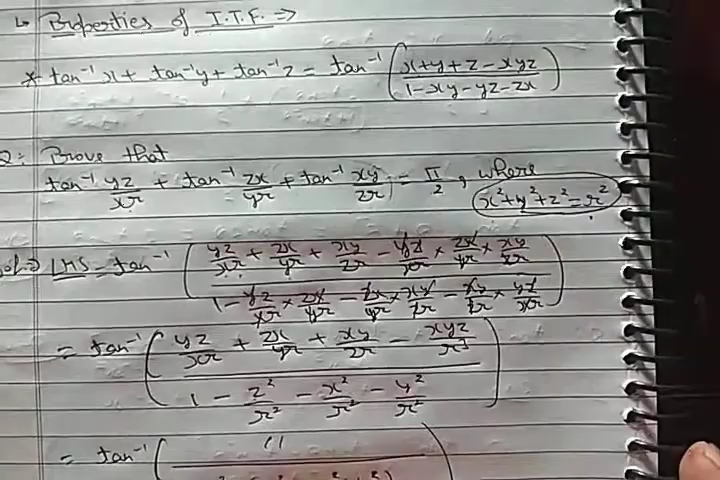 ↳ Properties of I.T.F. ⇒
* tan⁻¹x + tan⁻¹y + tan⁻¹z = tan⁻¹ ((x+y+z-xyz)/(1-xy-yz-zx))
Q: Prove that
tan⁻¹ yz/xr + tan⁻¹ zx/yr + tan⁻¹ xy/zr = π/2, where
x²+y²+z²=r²
Sol⇒ LHS = tan⁻¹ ((yz/xr + zx/yr + xy/zr - yz/xr × zx/yr × xy/zr)/(1 - yz/xr × zx/yr - zx/yr × xy/zr - xy/zr × yz/xr))
= tan⁻¹ ((yz/xr + zx/yr + xy/zr - xyz/r³)/(1 - z²/r² - x²/r² - y²/r²))
= tan⁻¹ ( 〃